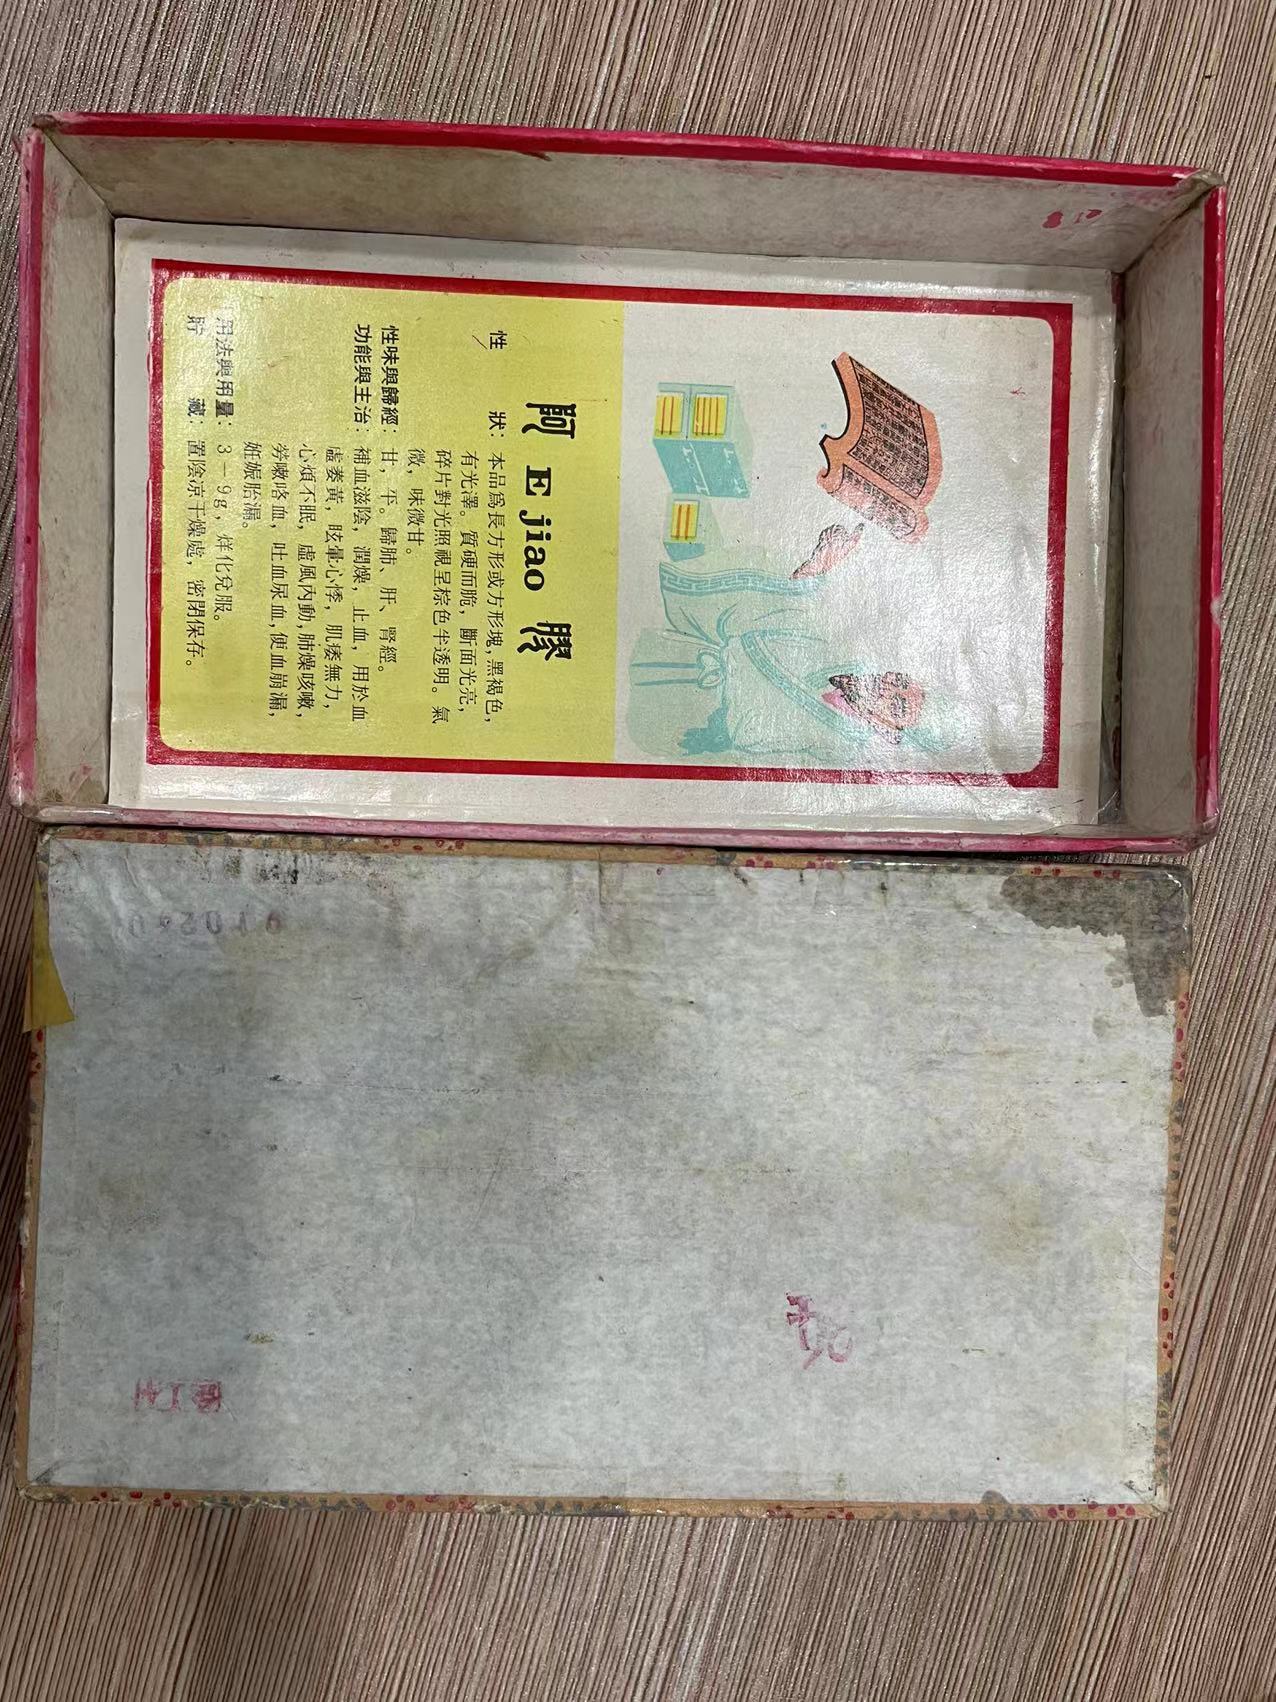 阿 E jiao 膠
性 狀：本品爲長方形或方形塊，黑褐色，
有光澤。質硬而脆，斷面光亮，
碎片對光照視呈棕色半透明。氣
微，味微甘。
性味與歸經：甘，平。歸肺、肝、腎經。
功能與主治：補血滋陰，潤燥，止血，用於血
虛萎黃，眩暈心悸，肌痿無力，
心煩不眠，虛風內動，肺燥咳嗽，
勞嗽咯血，吐血尿血，便血崩漏，
妊娠胎漏。
用法與用量：3－9g，烊化兌服。
貯 藏：置陰凉干燥處，密閉保存。
910260